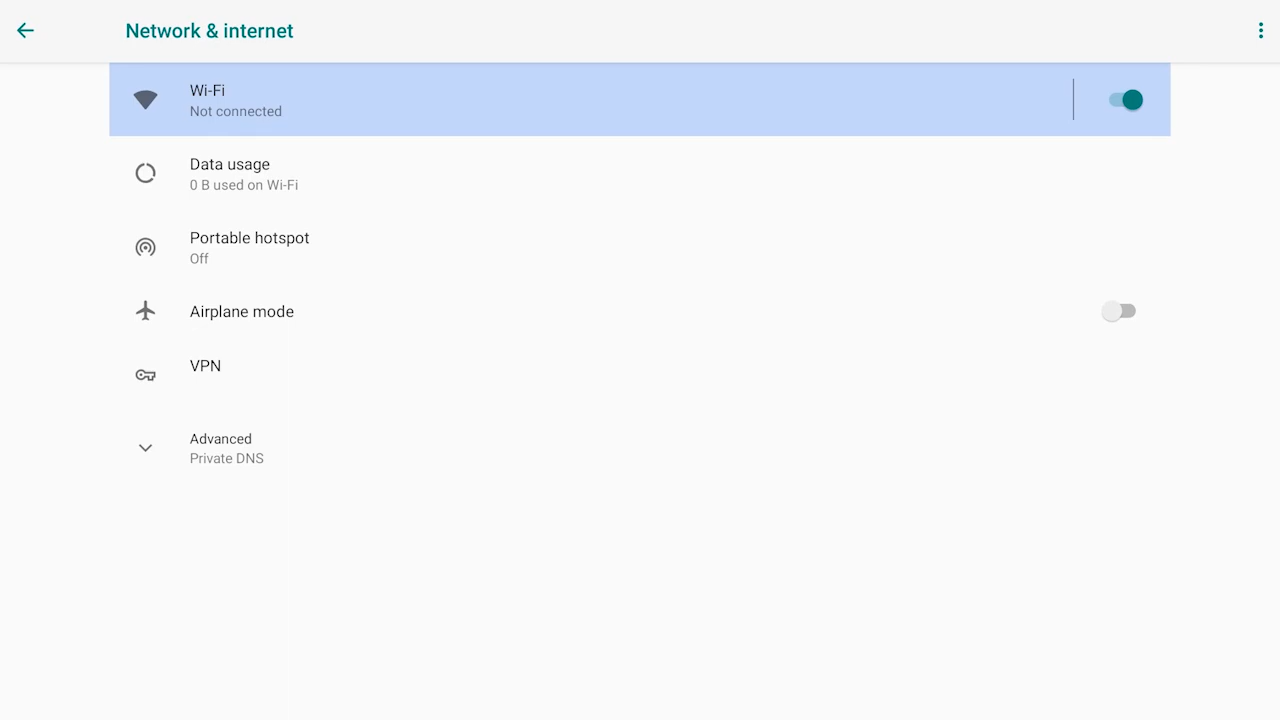 Network & internet
Wi-Fi
Not connected
Data usage
0 B used on Wi-Fi
Portable hotspot
Off
Airplane mode
VPN
Advanced
Private DNS